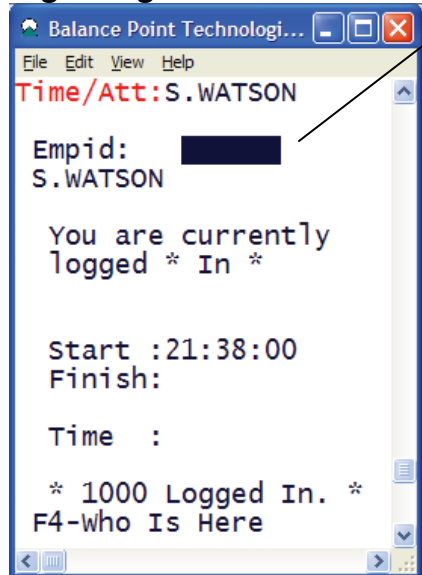 Balance Point Technologi...
File Edit View Help
Time/Att:S.WATSON
Empid:
S.WATSON
You are currently
logged * In *
Start :21:38:00
Finish:
Time :
* 1000 Logged In. *
F4-Who Is Here